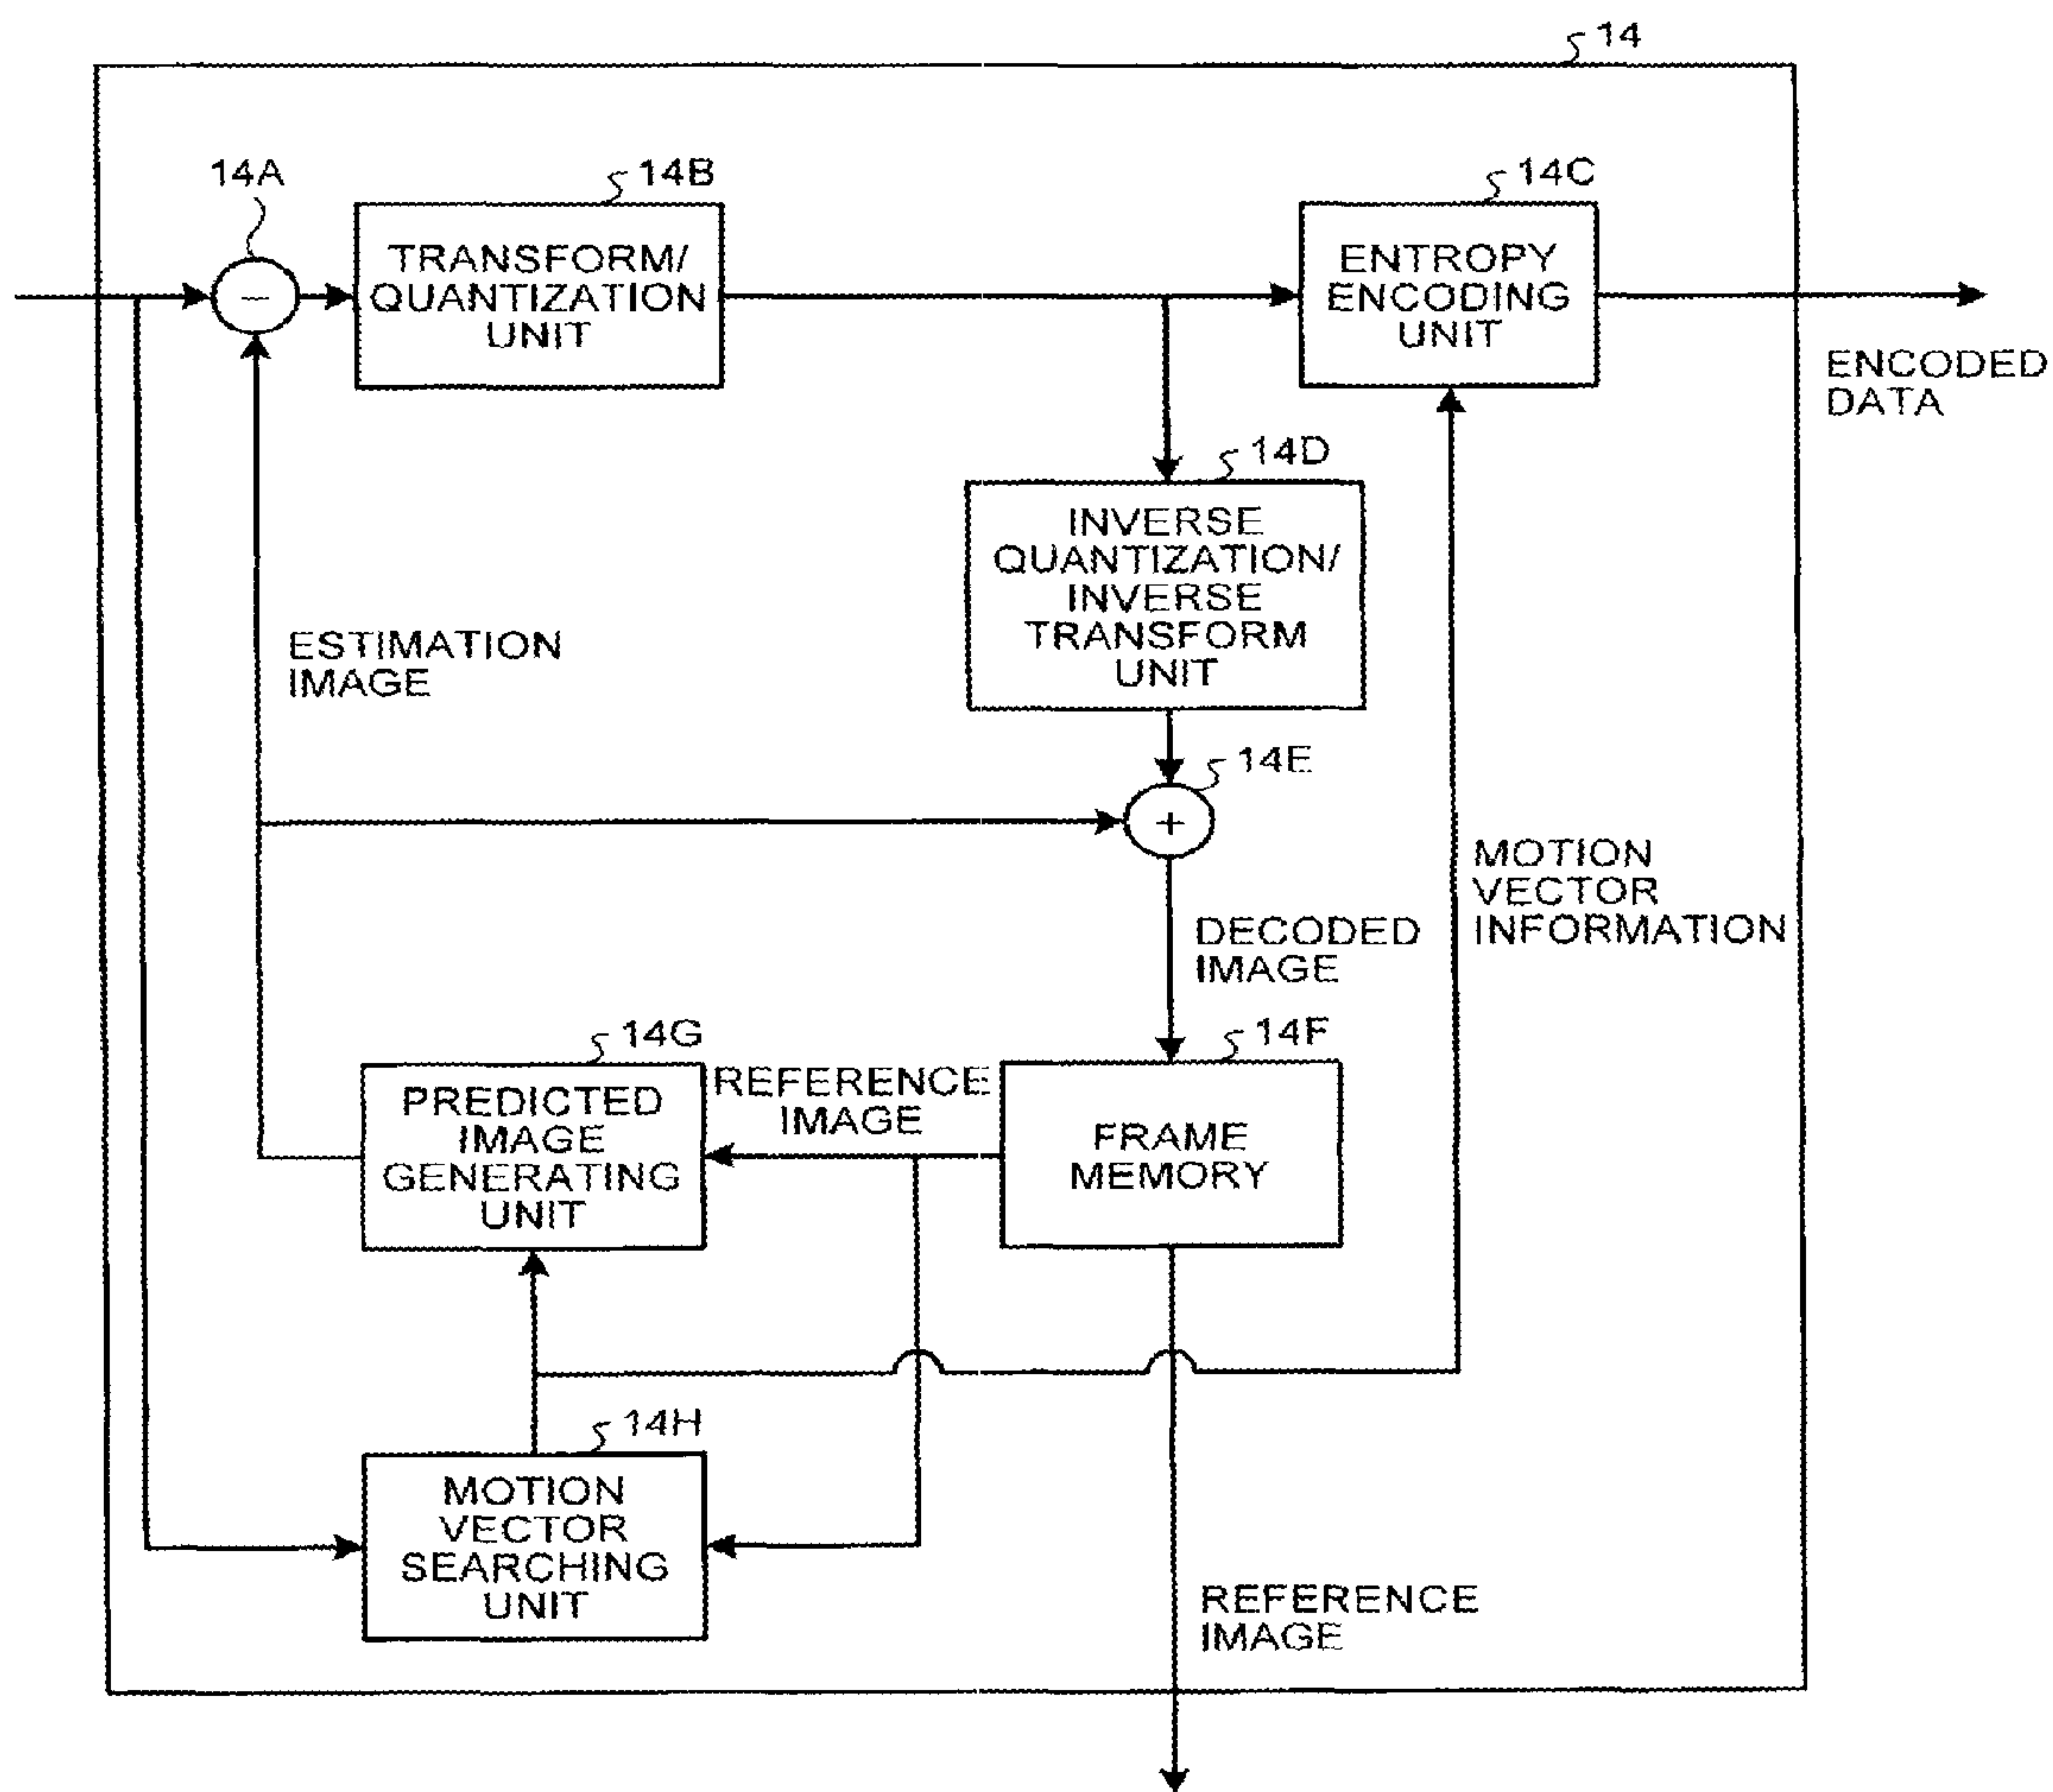 14
14A
14B
14C
TRANSFORM/
QUANTIZATION
UNIT
−
ENTROPY
ENCODING
UNIT
ENCODED
DATA
14D
INVERSE
QUANTIZATION/
INVERSE
TRANSFORM
UNIT
ESTIMATION
IMAGE
14E
+
MOTION
VECTOR
INFORMATION
DECODED
IMAGE
14G
14F
PREDICTED
IMAGE
GENERATING
UNIT
REFERENCE
IMAGE
FRAME
MEMORY
14H
MOTION
VECTOR
SEARCHING
UNIT
REFERENCE
IMAGE